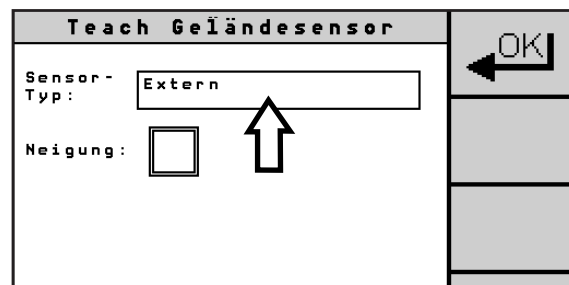 Teach Geländesensor
OK
Sensor-
Typ:
Extern
Neigung: